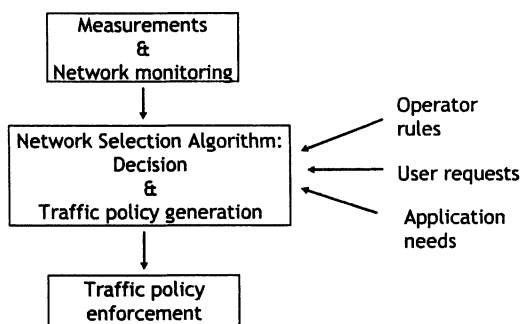 Measurements
&
Network monitoring
Network Selection Algorithm:
Decision
&
Traffic policy generation
Operator
rules
User requests
Application
needs
Traffic policy
enforcement